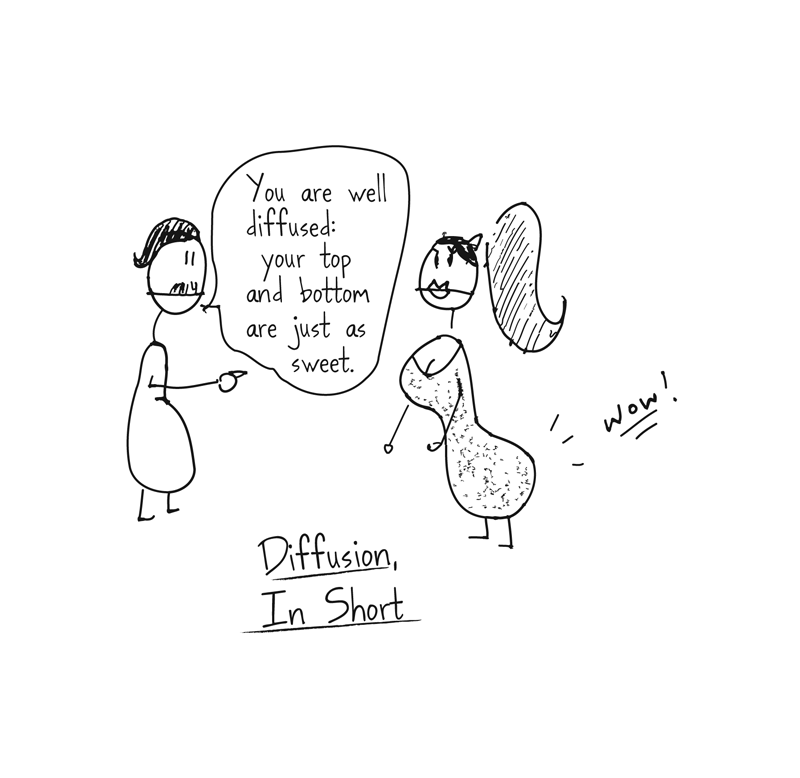 You are well
diffused:
your top
and bottom
are just as
sweet.
WOW!
Diffusion,
In Short